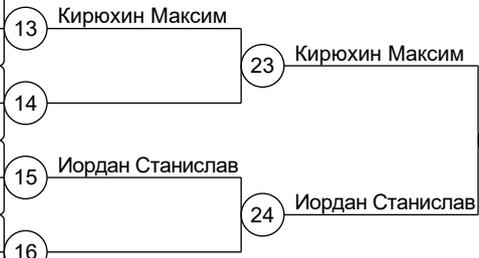 13 Кирюхин Максим
23 Кирюхин Максим
14
15 Иордан Станислав
24 Иордан Станислав
16